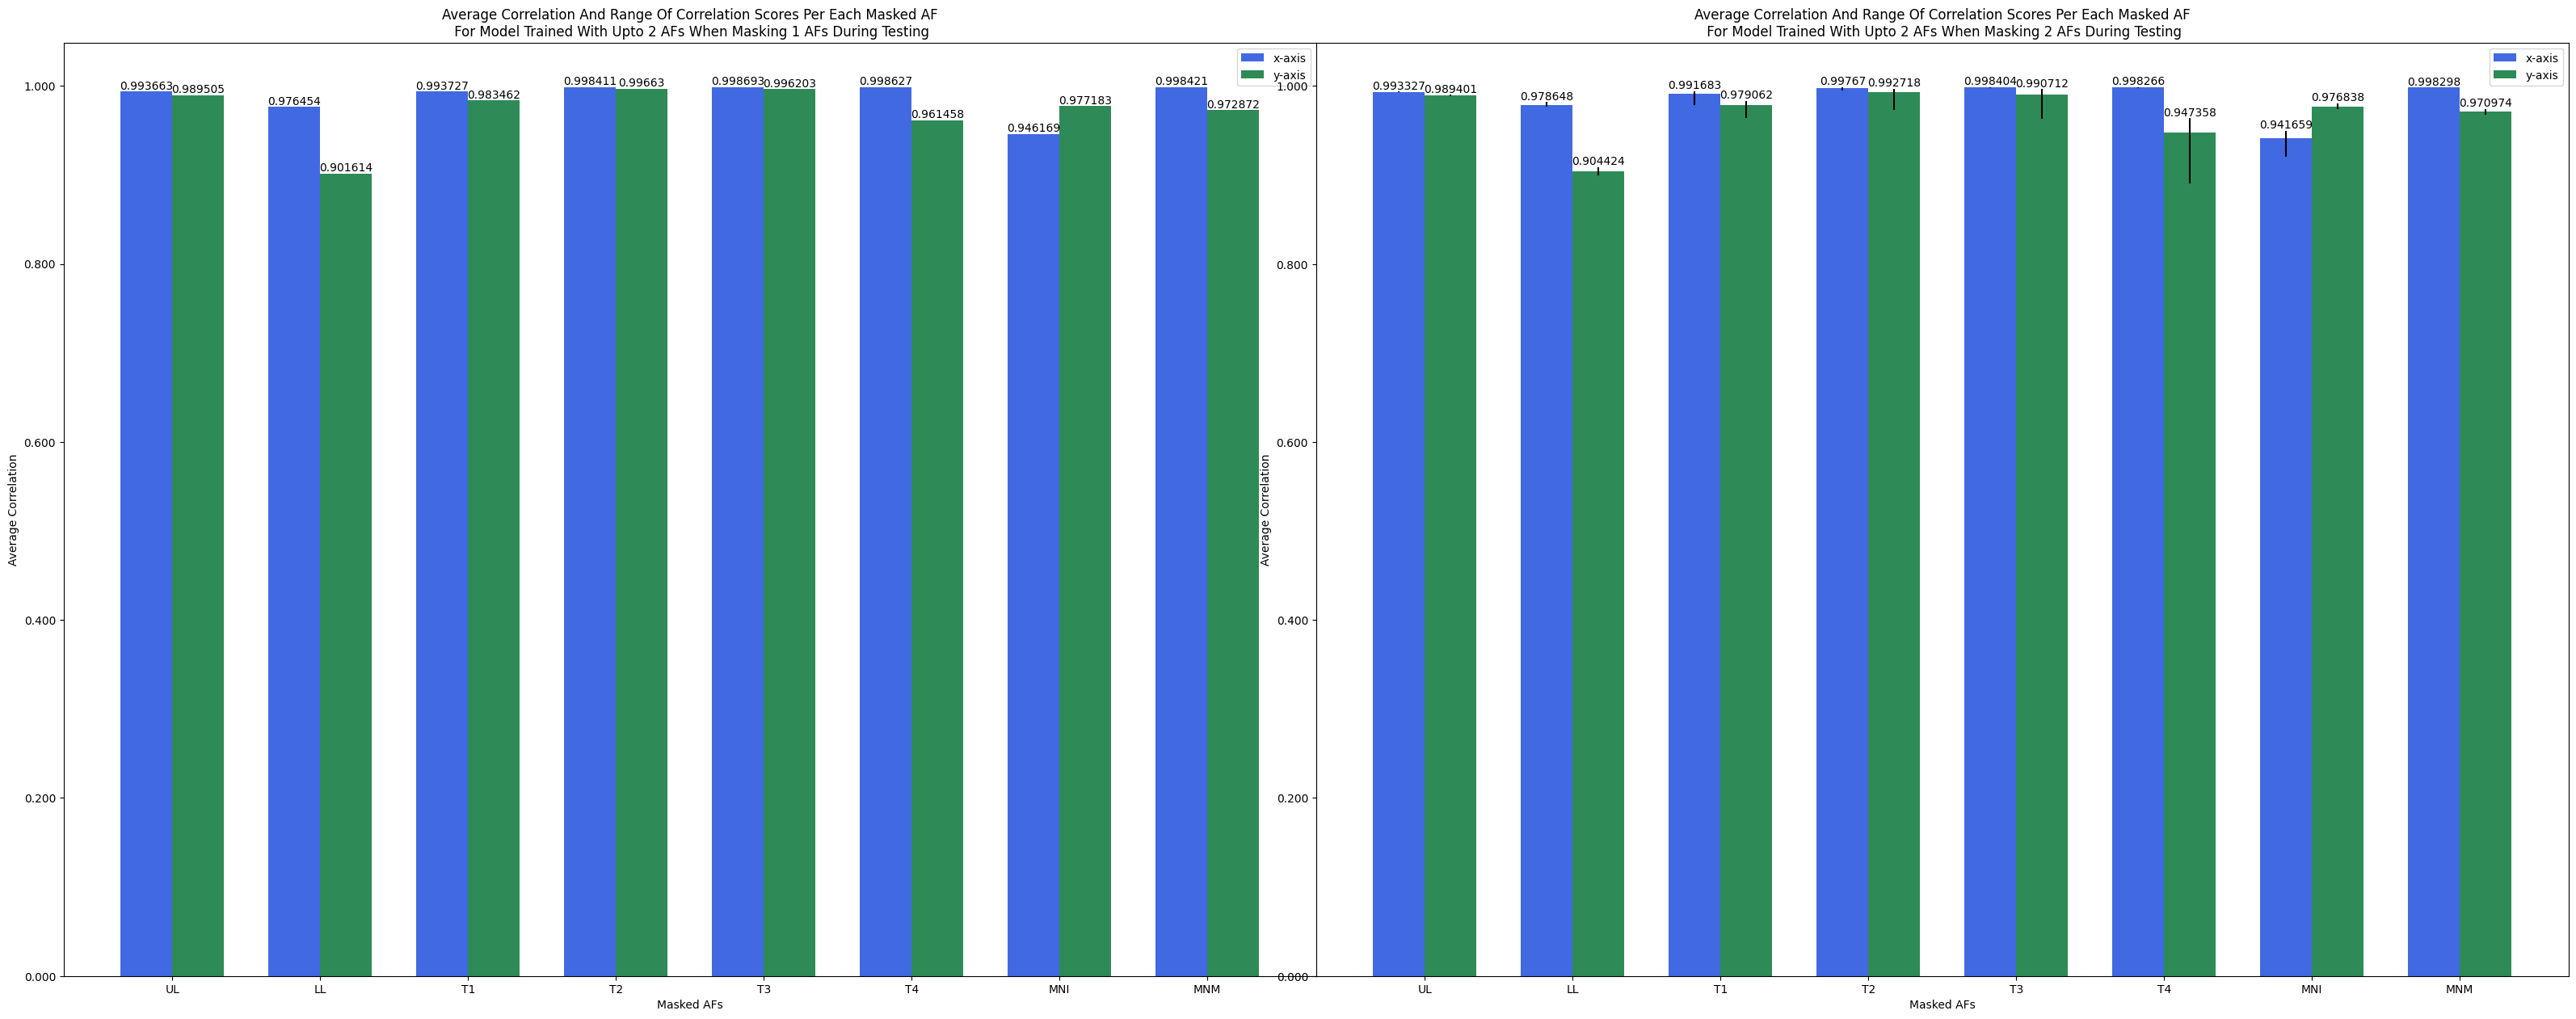 Average Correlation And Range Of Correlation Scores Per Each Masked AF
For Model Trained With Upto 2 AFs When Masking 1 AFs During Testing
x-axis
y-axis
1.000
0.800
0.600
0.400
0.200
0.000
Average Correlation
0.993663
0.989505
0.976454
0.901614
0.993727
0.983462
0.998411
0.99663
0.998693
0.996203
0.998627
0.961458
0.946169
0.977183
0.998421
0.972872
UL
LL
T1
T2
T3
T4
MNI
MNM
Masked AFs
Average Correlation And Range Of Correlation Scores Per Each Masked AF
For Model Trained With Upto 2 AFs When Masking 2 AFs During Testing
x-axis
y-axis
1.000
0.800
0.600
0.400
0.200
0.000
Average Correlation
0.993327
0.989401
0.978648
0.904424
0.991683
0.979062
0.99767
0.992718
0.998404
0.990712
0.998266
0.947358
0.941659
0.976838
0.998298
0.970974
UL
LL
T1
T2
T3
T4
MNI
MNM
Masked AFs